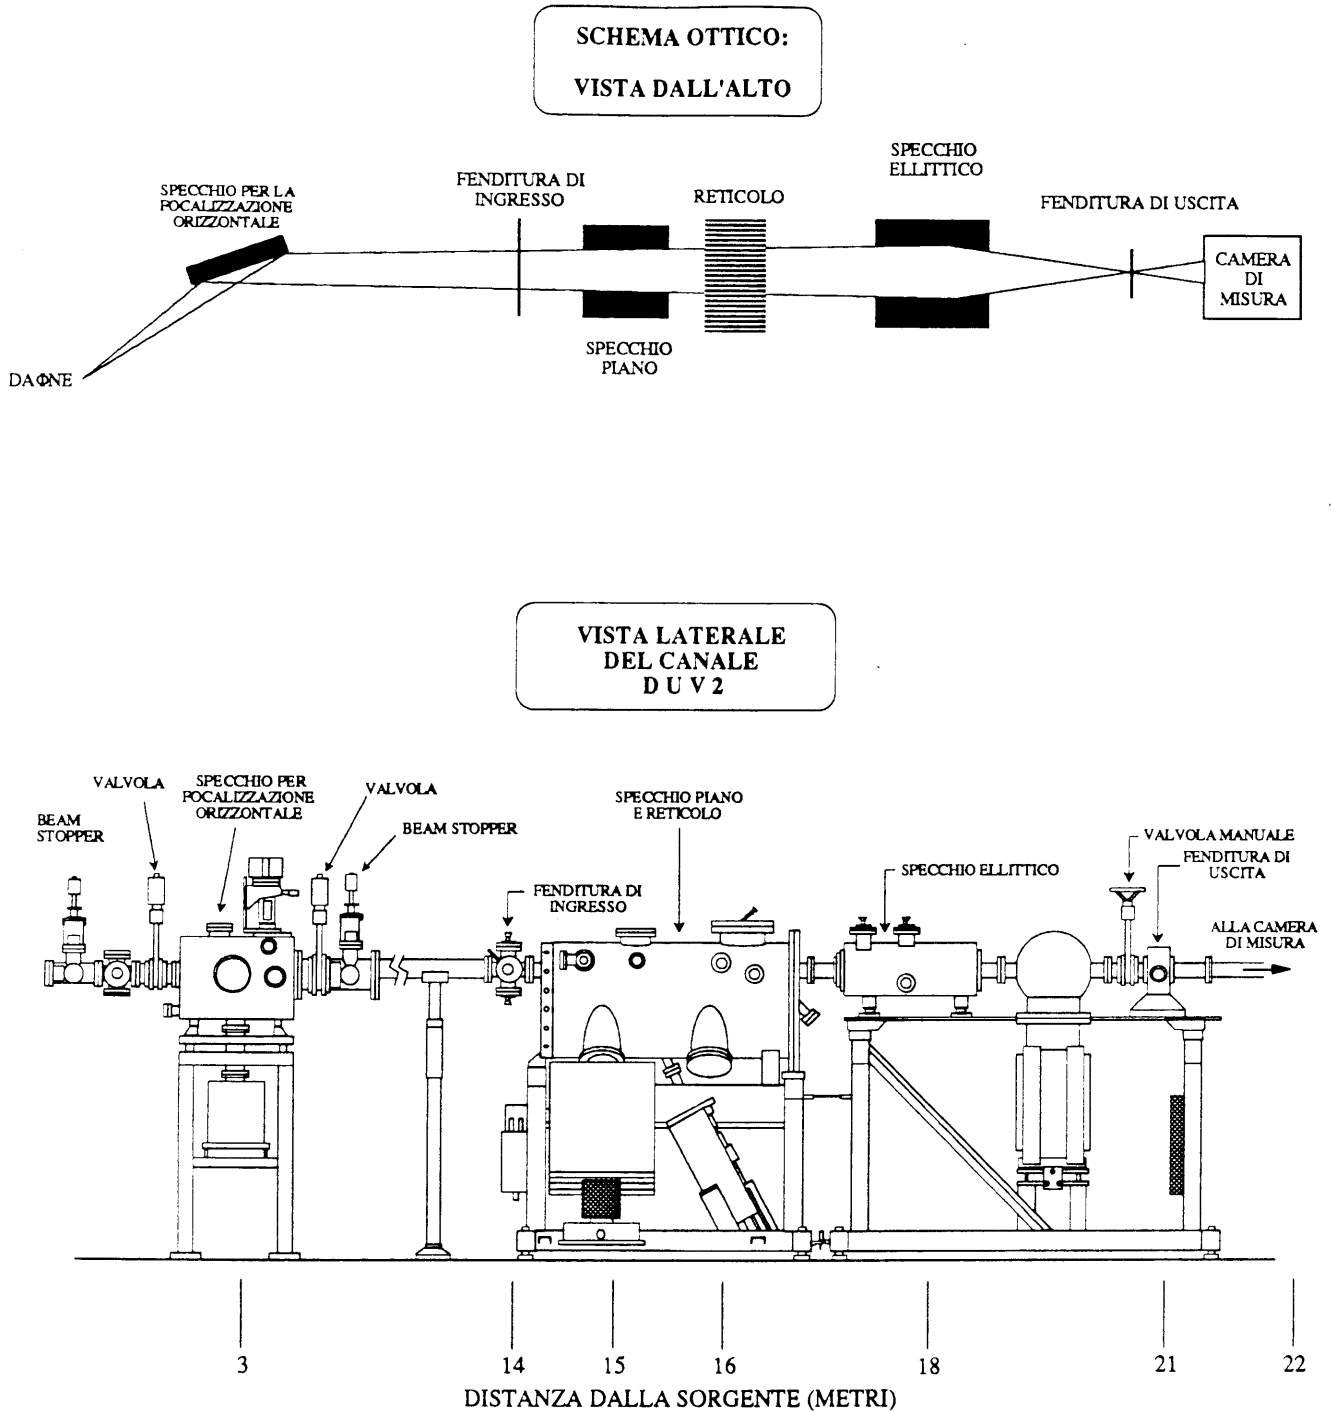 SCHEMA OTTICO:
VISTA DALL'ALTO
SPECCHIO PER LA
FOCALIZZAZIONE
ORIZZONTALE
FENDITURA DI
INGRESSO
RETICOLO
SPECCHIO
ELLITTICO
FENDITURA DI USCITA
CAMERA
DI
MISURA
SPECCHIO
PIANO
DAΦNE
VISTA LATERALE
DEL CANALE
D U V 2
BEAM
STOPPER
VALVOLA
SPECCHIO PER
FOCALIZZAZIONE
ORIZZONTALE
VALVOLA
BEAM STOPPER
FENDITURA DI
INGRESSO
SPECCHIO PIANO
E RETICOLO
SPECCHIO ELLITTICO
VALVOLA MANUALE
FENDITURA DI
USCITA
ALLA CAMERA
DI MISURA
3 14 15 16 18 21 22
DISTANZA DALLA SORGENTE (METRI)